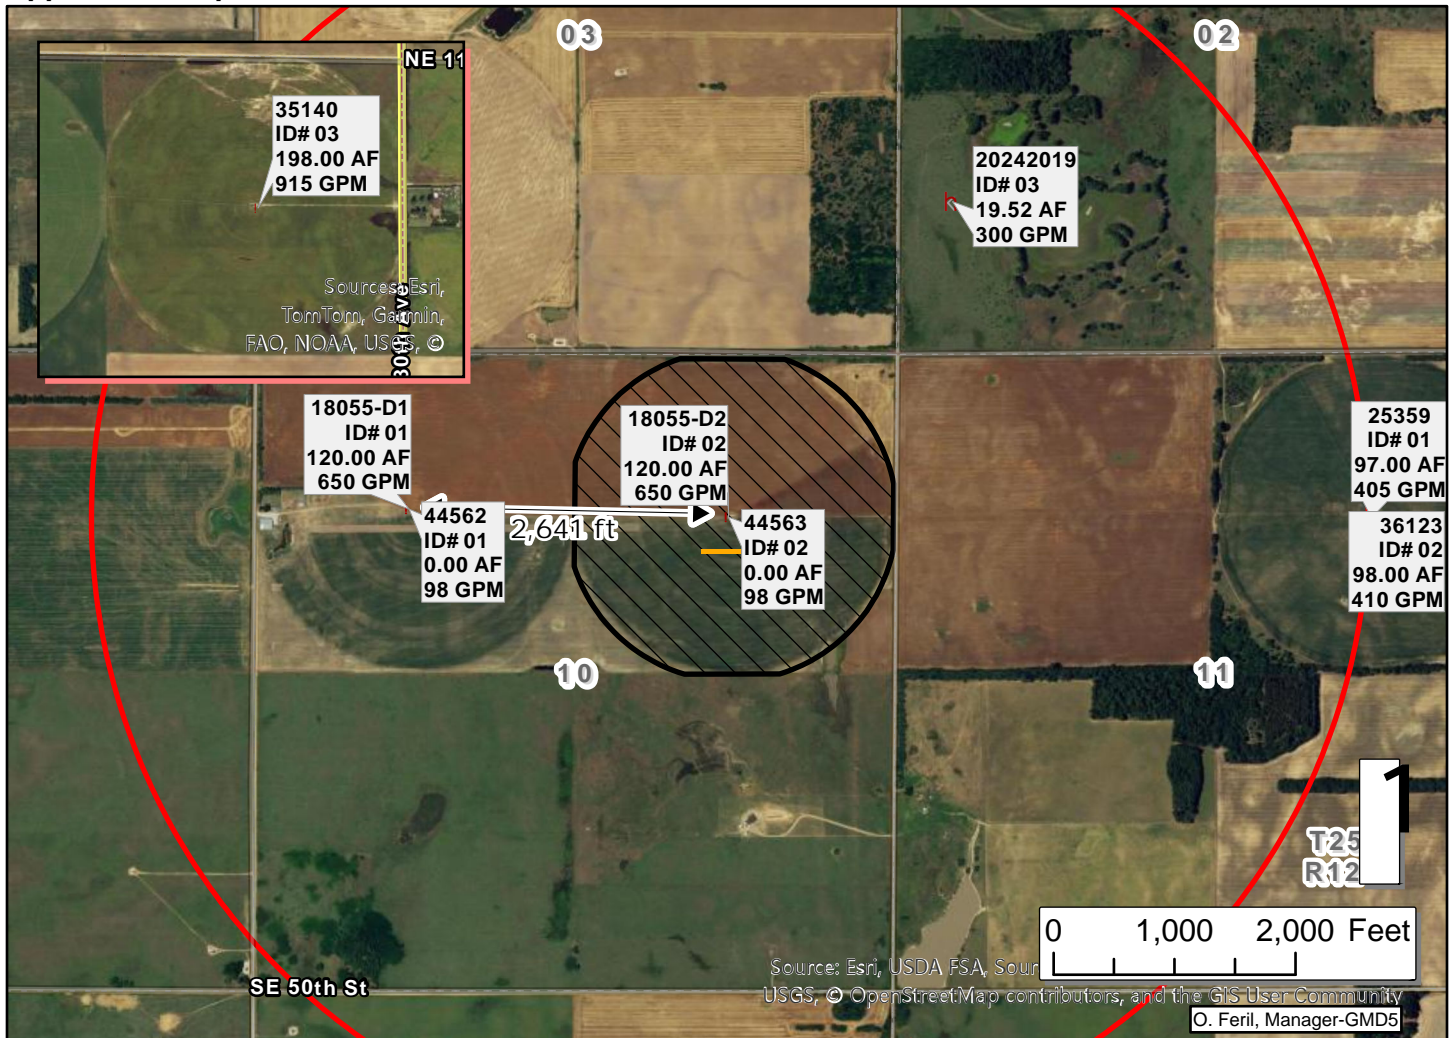 03
02
NE 11
35140
ID# 03
198.00 AF
915 GPM
Sources: Esri,
TomTom, Garmin,
FAO, NOAA, USGS, ©
30th Ave
20242019
ID# 03
19.52 AF
300 GPM
18055-D1
ID# 01
120.00 AF
650 GPM
18055-D2
ID# 02
120.00 AF
650 GPM
25359
ID# 01
97.00 AF
405 GPM
44562
ID# 01
0.00 AF
98 GPM
2,641 ft
44563
ID# 02
0.00 AF
98 GPM
36123
ID# 02
98.00 AF
410 GPM
10
11
1
T25
R12
0 1,000 2,000 Feet
SE 50th St
Source: Esri, USDA FSA, Sour
USGS, © OpenStreetMap contributors, and the GIS User Community
O. Feril, Manager-GMD5